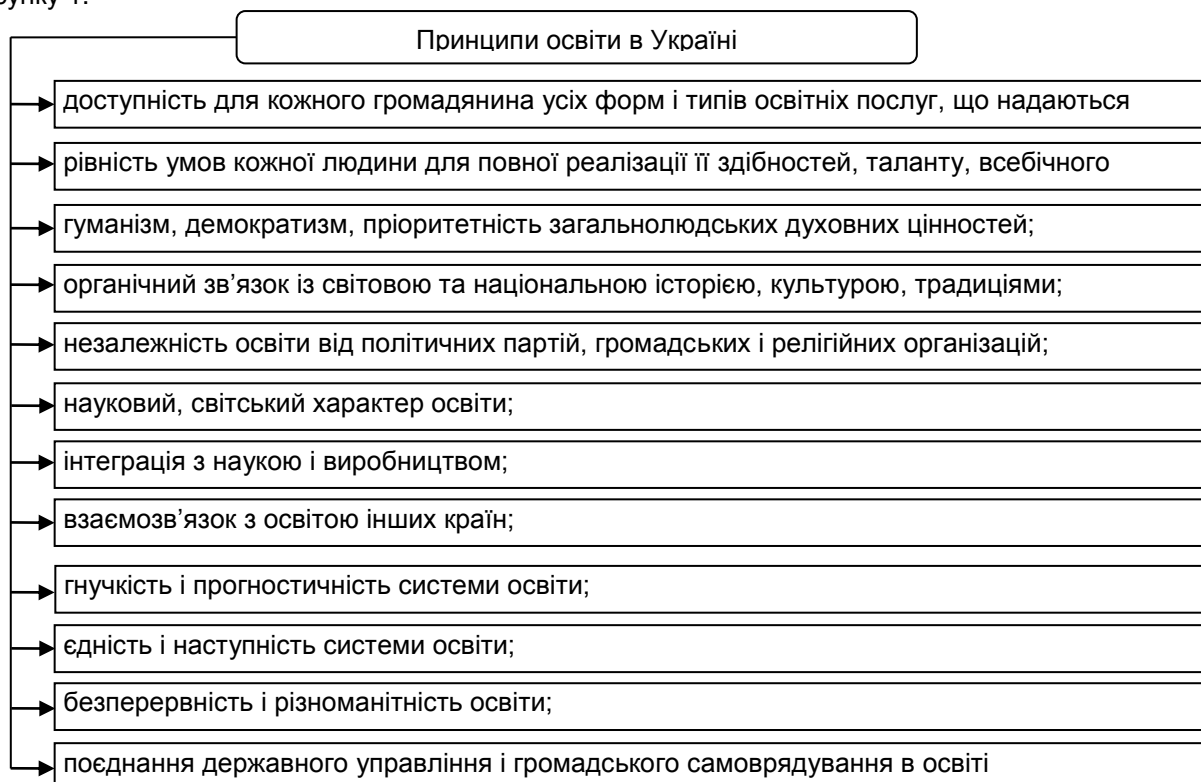 Принципи освіти в Україні
доступність для кожного громадянина усіх форм і типів освітніх послуг, що надаються
рівність умов кожної людини для повної реалізації її здібностей, таланту, всебічного
гуманізм, демократизм, пріоритетність загальнолюдських духовних цінностей;
органічний зв’язок із світовою та національною історією, культурою, традиціями;
незалежність освіти від політичних партій, громадських і релігійних організацій;
науковий, світський характер освіти;
інтеграція з наукою і виробництвом;
взаємозв’язок з освітою інших країн;
гнучкість і прогностичність системи освіти;
єдність і наступність системи освіти;
безперервність і різноманітність освіти;
поєднання державного управління і громадського самоврядування в освіті